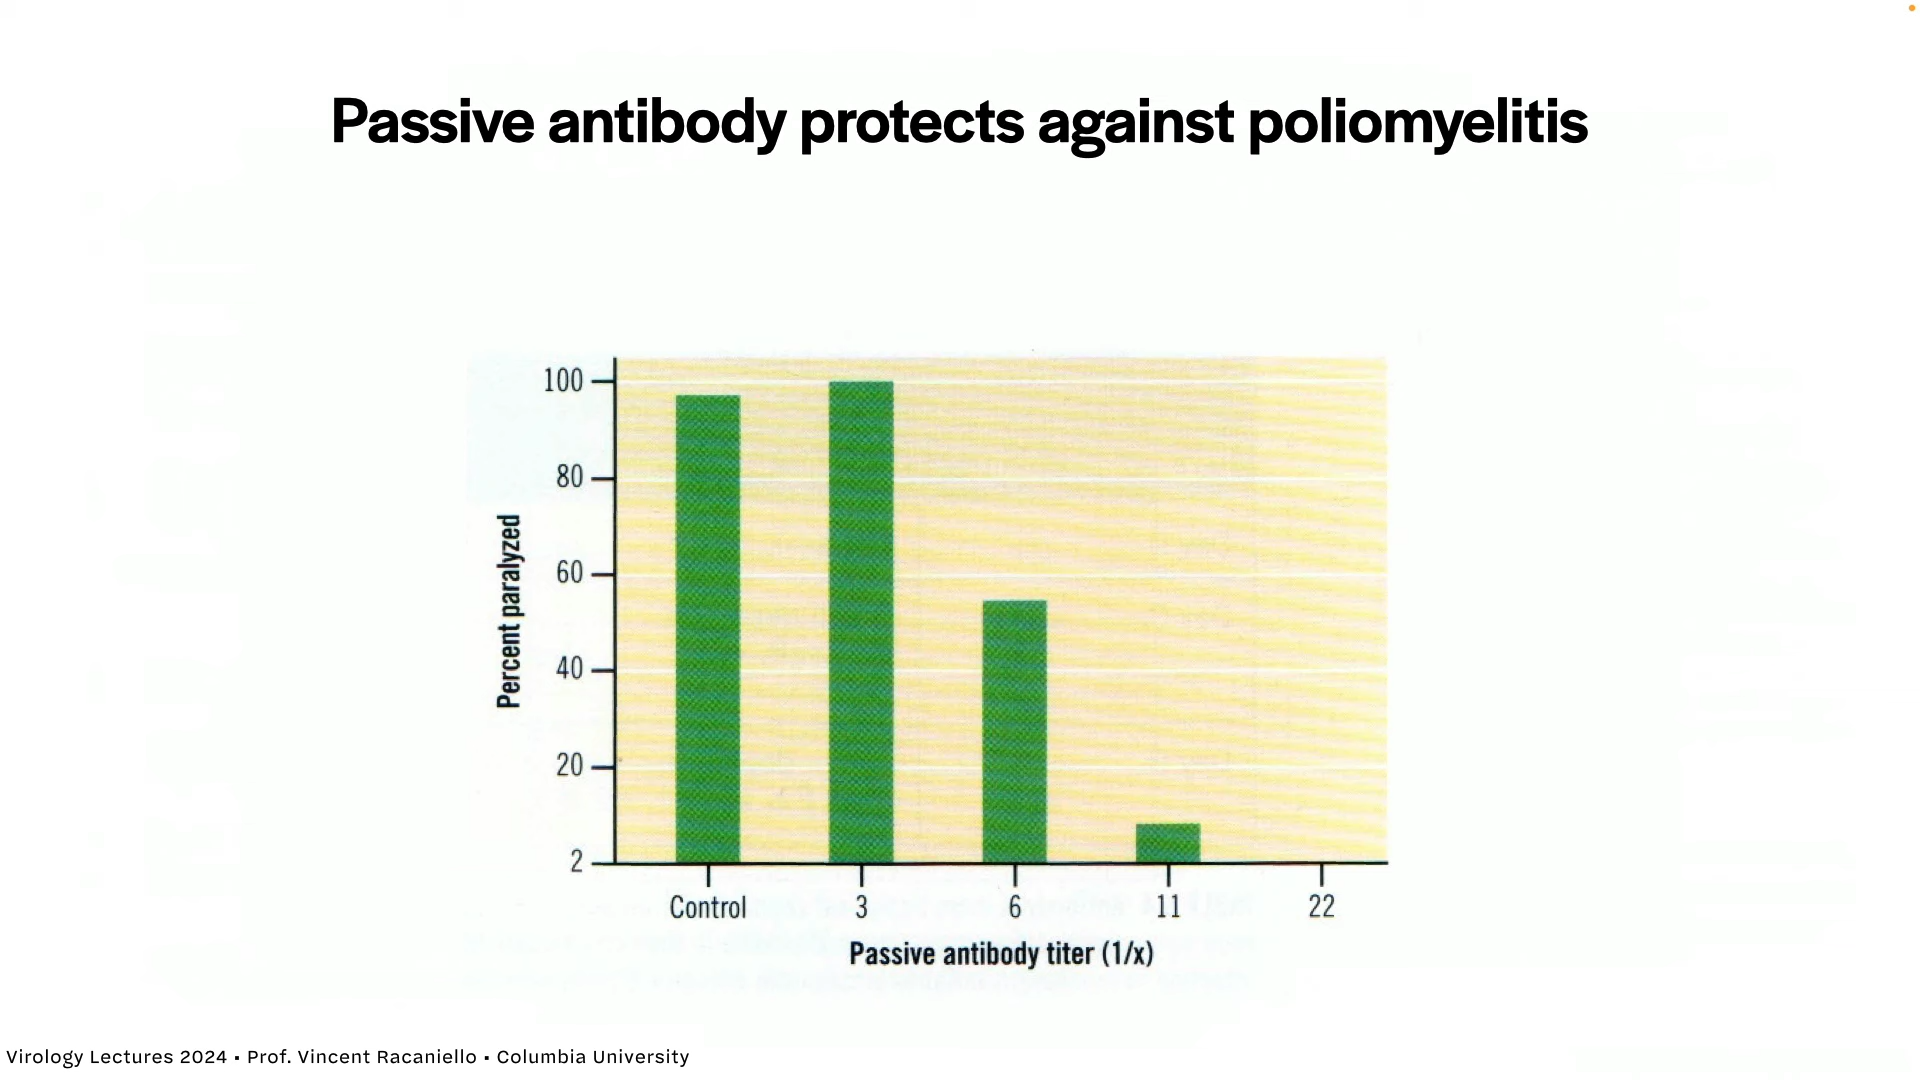 Passive antibody protects against poliomyelitis
100
80
60
40
20
2
Percent paralyzed
Control 3 6 11 22
Passive antibody titer (1/x)
Virology Lectures 2024 • Prof. Vincent Racaniello • Columbia University